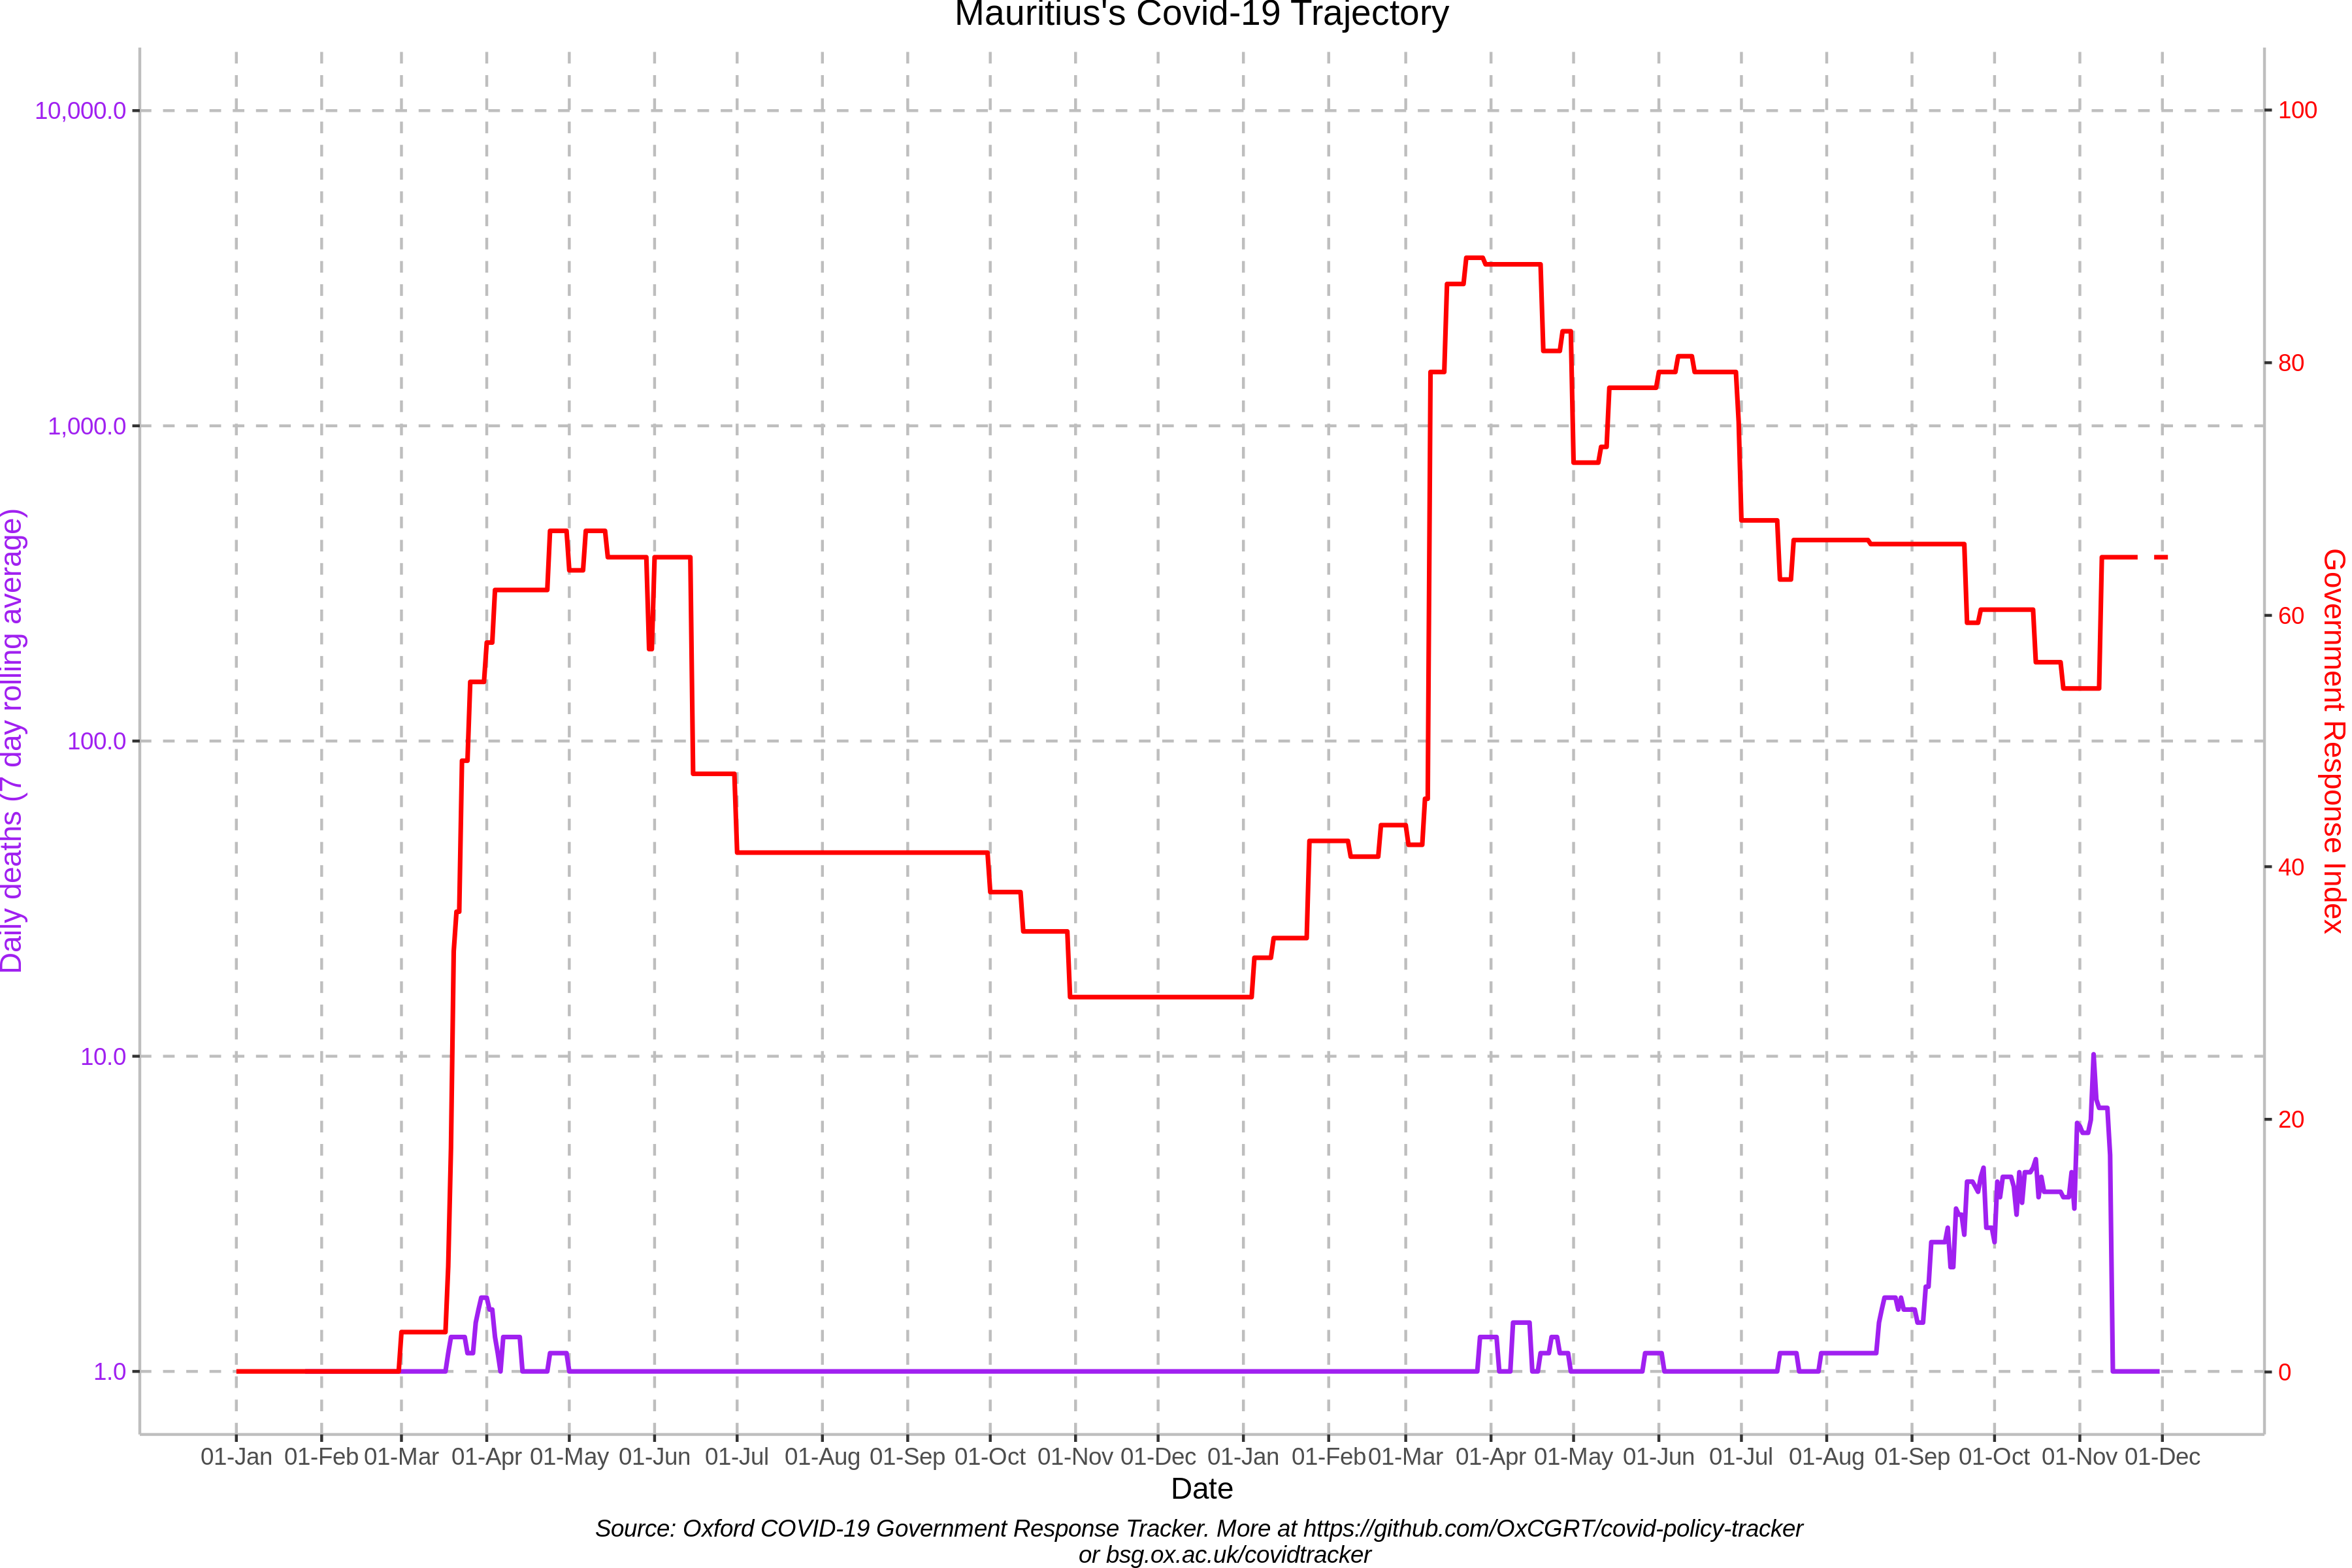 Mauritius's Covid-19 Trajectory
Daily deaths (7 day rolling average)
10,000.0
1,000.0
100.0
10.0
1.0
100
80
60
40
20
0
Government Response Index
01-Jan 01-Feb 01-Mar 01-Apr 01-May 01-Jun 01-Jul 01-Aug 01-Sep 01-Oct 01-Nov 01-Dec 01-Jan 01-Feb 01-Mar 01-Apr 01-May 01-Jun 01-Jul 01-Aug 01-Sep 01-Oct 01-Nov 01-Dec
Date
Source: Oxford COVID-19 Government Response Tracker. More at https://github.com/OxCGRT/covid-policy-tracker
or bsg.ox.ac.uk/covidtracker